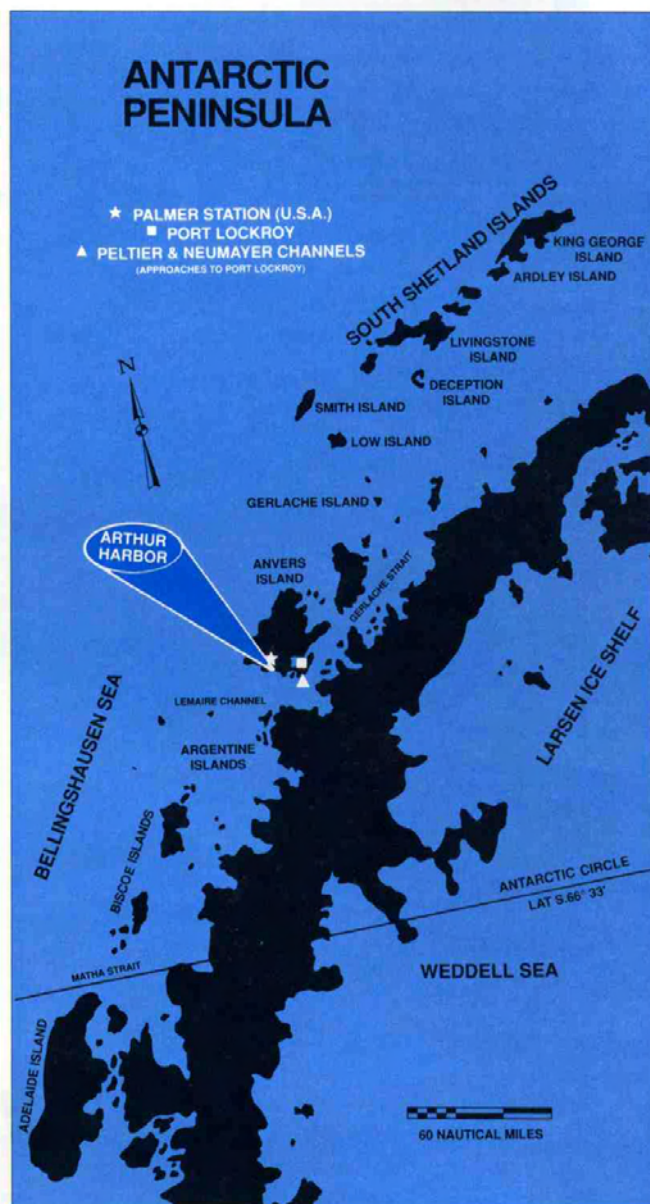 ANTARCTIC
PENINSULA
PALMER STATION (U.S.A.)
PORT LOCKROY
PELTIER & NEUMAYER CHANNELS
(APPROACHES TO PORT LOCKROY)
SOUTH SHETLAND ISLANDS
KING GEORGE
ISLAND
ARDLEY ISLAND
LIVINGSTONE
ISLAND
DECEPTION
ISLAND
N
SMITH ISLAND
LOW ISLAND
GERLACHE ISLAND
ARTHUR
HARBOR
ANVERS
ISLAND
GERLACHE STRAIT
LARSEN ICE SHELF
BELLINGSHAUSEN SEA
LEMAIRE CHANNEL
ARGENTINE
ISLANDS
BISCOE ISLANDS
ANTARCTIC CIRCLE
LAT S.66° 33'
MATHA STRAIT
WEDDELL SEA
ADELAIDE ISLAND
60 NAUTICAL MILES